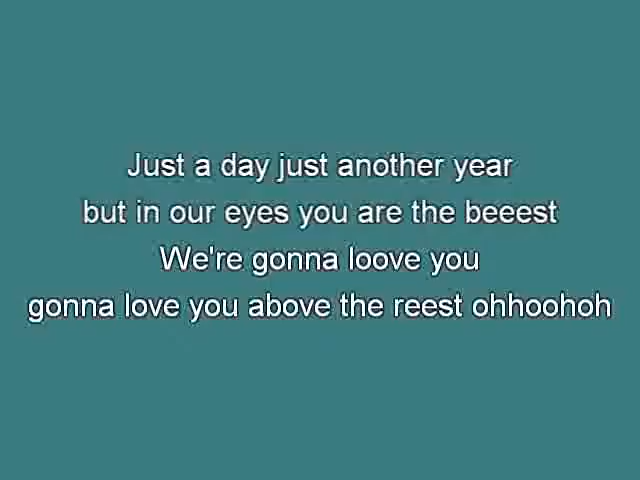 Just a day just another year
but in our eyes you are the beeest
We're gonna loove you
gonna love you above the reest ohhoohoh